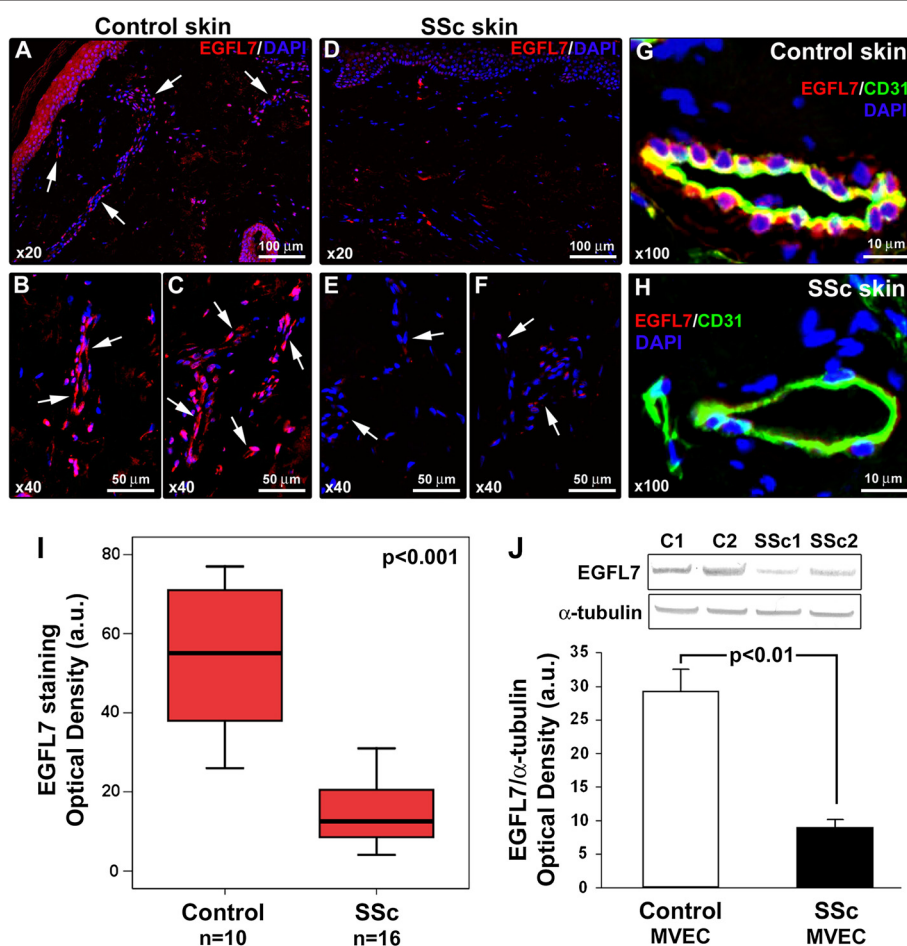 Control skin
SSc skin
A
EGFL7/DAPI
x20
100 µm
D
EGFL7/DAPI
x20
100 µm
G
Control skin
EGFL7/CD31
DAPI
x100
10 µm
B
x40
50 µm
C
x40
50 µm
E
x40
50 µm
F
x40
50 µm
H
SSc skin
EGFL7/CD31
DAPI
x100
10 µm
I
p<0.001
EGFL7 staining
Optical Density (a.u.)
80
60
40
20
0
Control
n=10
SSc
n=16
J
C1 C2 SSc1 SSc2
EGFL7
α-tubulin
p<0.01
EGFL7/α-tubulin
Optical Density (a.u.)
35
30
25
20
15
10
5
0
Control
MVEC
SSc
MVEC